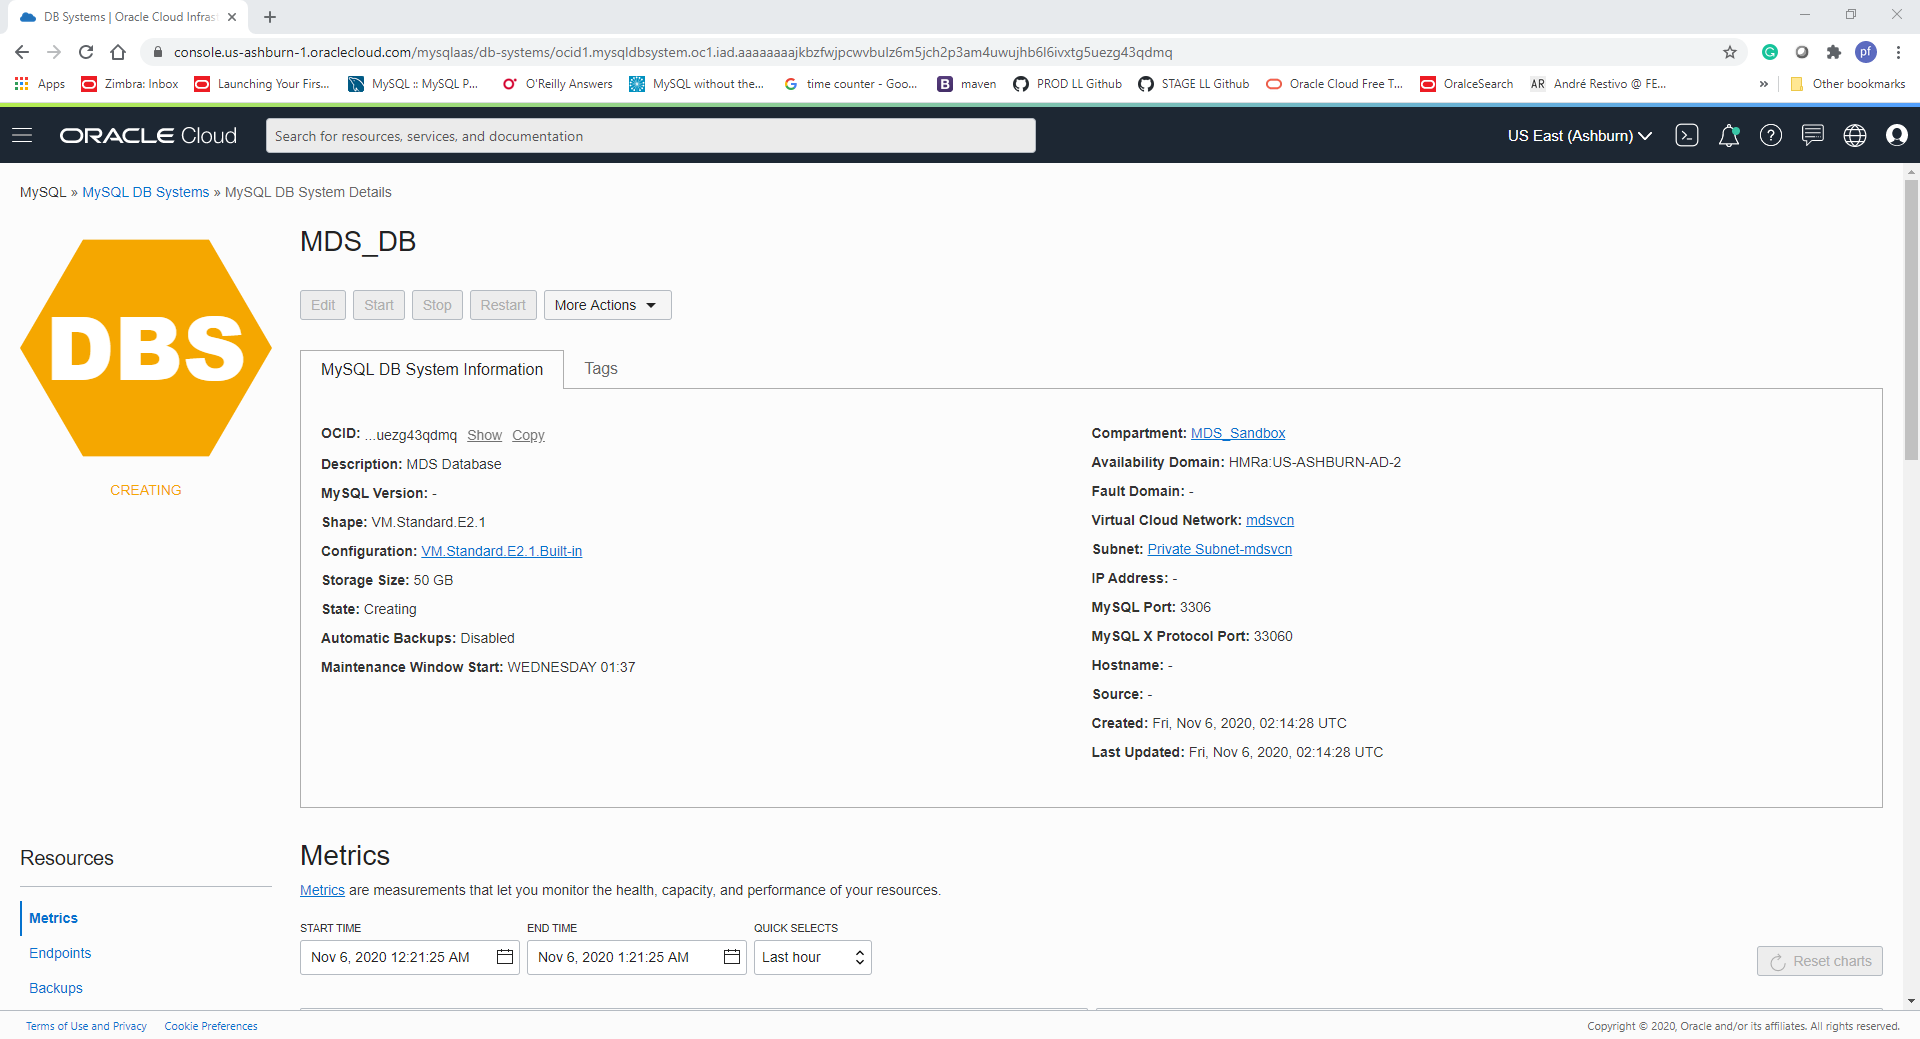 DB Systems | Oracle Cloud Infras
console.us-ashburn-1.oraclecloud.com/mysqlaas/db-systems/ocid1.mysqldbsystem.oc1.iad.aaaaaaaajkbzfwjpcwvbulz6m5jch2p3am4uwujhb6l6ivxtg5uezg43qdmq
pf
Apps Zimbra: Inbox Launching Your Firs... MySQL :: MySQL P... O'Reilly Answers MySQL without the... time counter - Goo... maven PROD LL Github STAGE LL Github Oracle Cloud Free T... OralceSearch AR André Restivo @ FE... » Other bookmarks
ORACLE Cloud Search for resources, services, and documentation US East (Ashburn)
MySQL » MySQL DB Systems » MySQL DB System Details
DBS
CREATING
MDS_DB
Edit Start Stop Restart More Actions
MySQL DB System Information Tags
OCID: ...uezg43qdmq Show Copy
Description: MDS Database
MySQL Version: -
Shape: VM.Standard.E2.1
Configuration: VM.Standard.E2.1.Built-in
Storage Size: 50 GB
State: Creating
Automatic Backups: Disabled
Maintenance Window Start: WEDNESDAY 01:37
Compartment: MDS_Sandbox
Availability Domain: HMRa:US-ASHBURN-AD-2
Fault Domain: -
Virtual Cloud Network: mdsvcn
Subnet: Private Subnet-mdsvcn
IP Address: -
MySQL Port: 3306
MySQL X Protocol Port: 33060
Hostname: -
Source: -
Created: Fri, Nov 6, 2020, 02:14:28 UTC
Last Updated: Fri, Nov 6, 2020, 02:14:28 UTC
Resources
Metrics
Endpoints
Backups
Metrics
Metrics are measurements that let you monitor the health, capacity, and performance of your resources.
START TIME END TIME QUICK SELECTS
Nov 6, 2020 12:21:25 AM Nov 6, 2020 1:21:25 AM Last hour
Reset charts
Terms of Use and Privacy Cookie Preferences
Copyright © 2020, Oracle and/or its affiliates. All rights reserved.